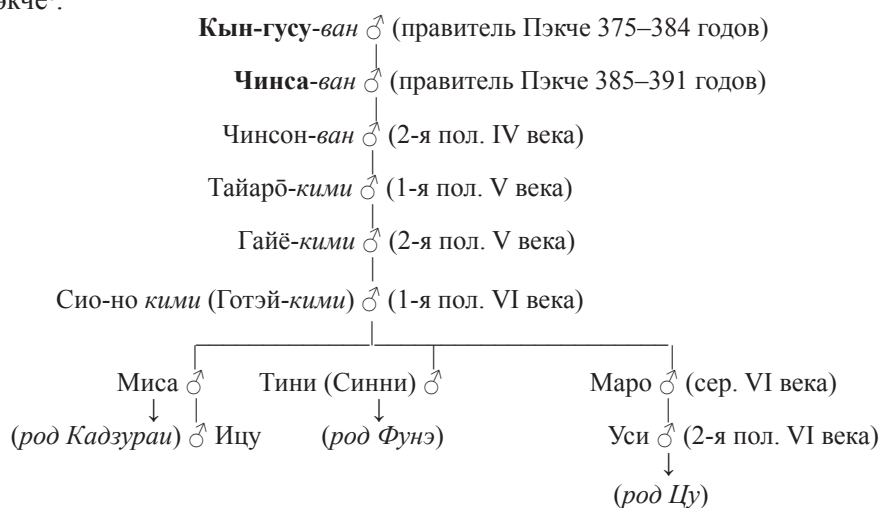 экче¹.
Кын-гусу-ван ♂ (правитель Пэкче 375–384 годов)
Чинса-ван ♂ (правитель Пэкче 385–391 годов)
Чинсон-ван ♂ (2-я пол. IV века)
Тайарō-кими ♂ (1-я пол. V века)
Гайё-кими ♂ (2-я пол. V века)
Сио-но кими (Готэй-кими) ♂ (1-я пол. VI века)
Миса ♂ Тини (Синни) ♂ Маро ♂ (сер. VI века)
(род Кадзураи) ♂ Ицу (род Фунэ) Уси ♂ (2-я пол. VI века)
(род Цу)